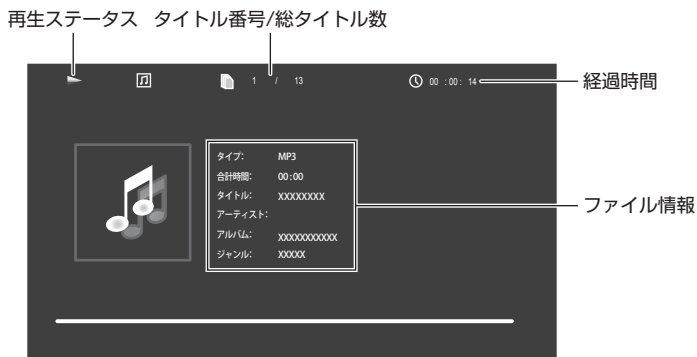 再生ステータス タイトル番号/総タイトル数
1 / 13 00 :00: 14 経過時間
タイプ: MP3
合計時間: 00:00
タイトル: XXXXXXXX
アーティスト:
アルバム: XXXXXXXXXXX
ジャンル: XXXXX
ファイル情報